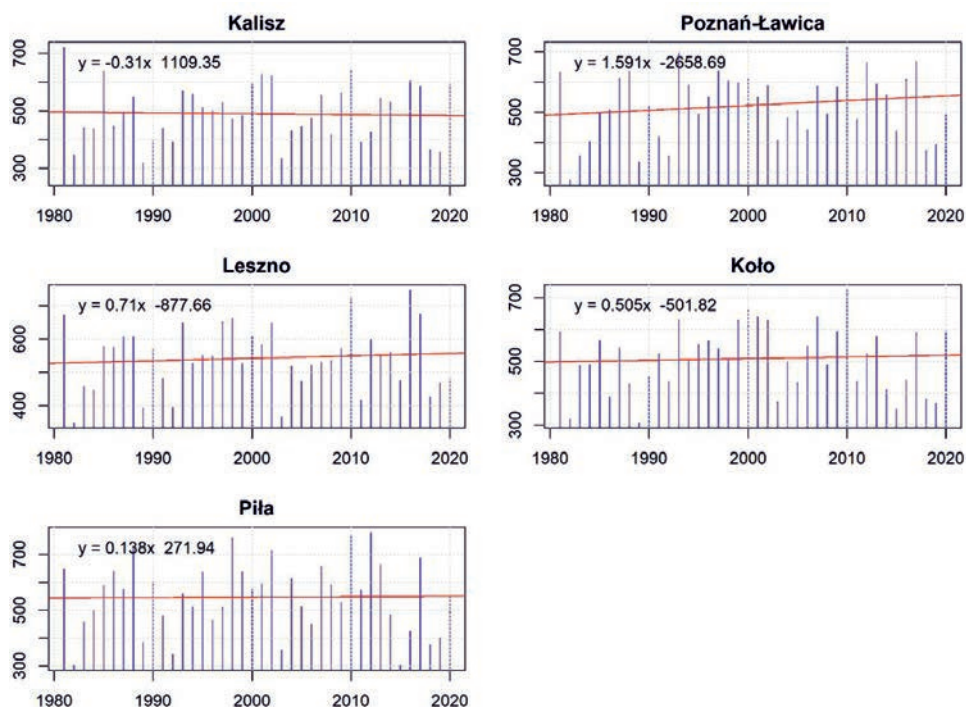 Kalisz
y = -0.31x 1109.35
700
500
300
1980 1990 2000 2010 2020
Poznań-Ławica
y = 1.591x -2658.69
700
500
300
1980 1990 2000 2010 2020
Leszno
y = 0.71x -877.66
600
400
1980 1990 2000 2010 2020
Koło
y = 0.505x -501.82
700
500
300
1980 1990 2000 2010 2020
Piła
y = 0.138x 271.94
700
500
300
1980 1990 2000 2010 2020